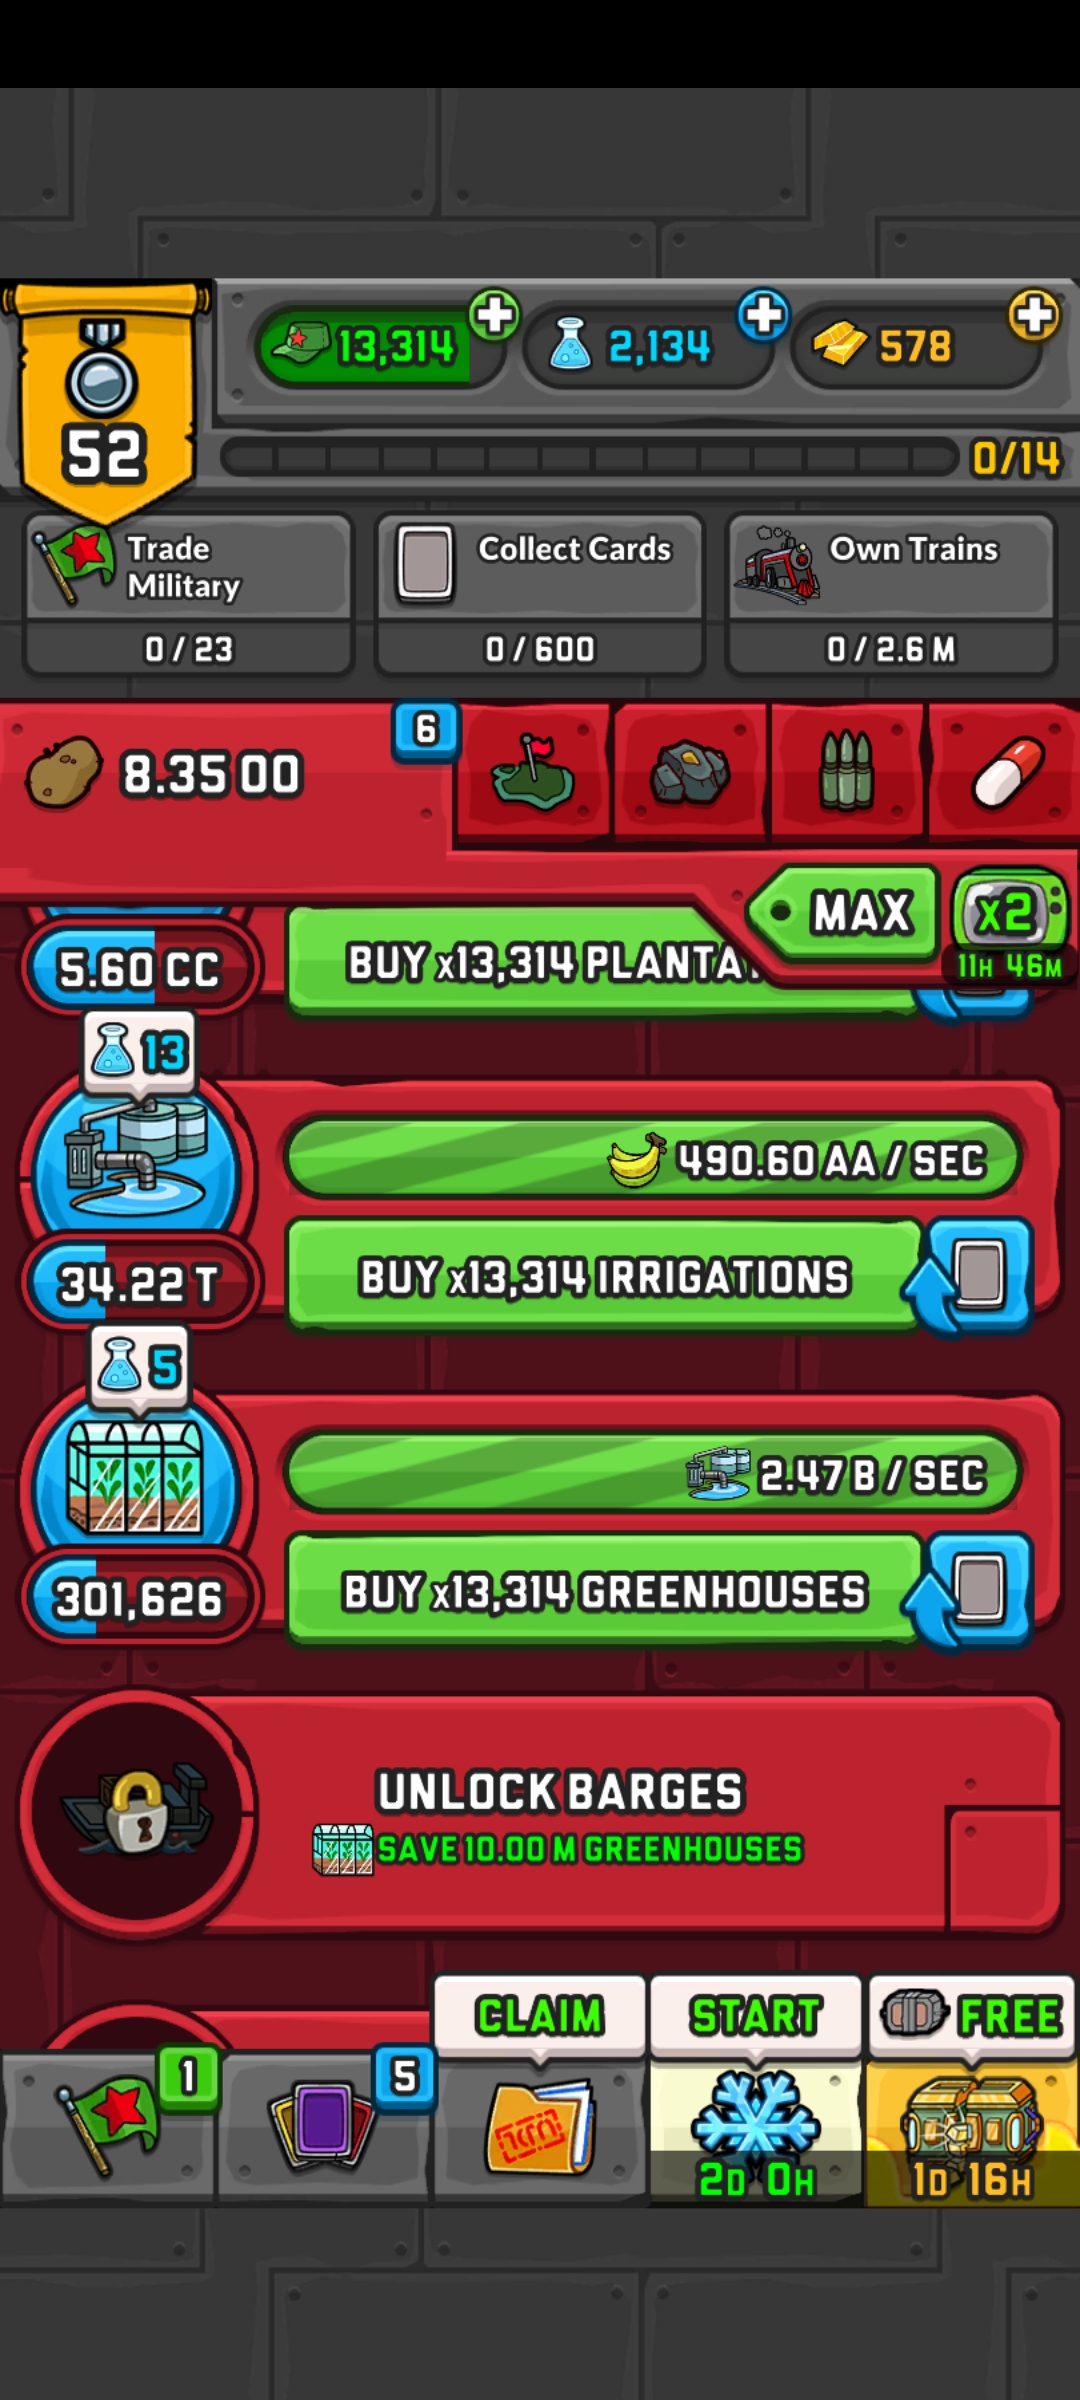 13,314
2,134
578
52
0/14
Trade
Military
Collect Cards
Own Trains
0 / 23
0 / 600
0 / 2.6 M
8.35 OO
6
MAX
x2
11H 46M
5.60 CC
BUY x13,314 PLANTA
13
490.60 AA / SEC
34.22 T
BUY x13,314 IRRIGATIONS
5
2.47 B / SEC
301,626
BUY x13,314 GREENHOUSES
UNLOCK BARGES
SAVE 10.00 M GREENHOUSES
CLAIM
START
FREE
1
5
2D 0H
1D 16H